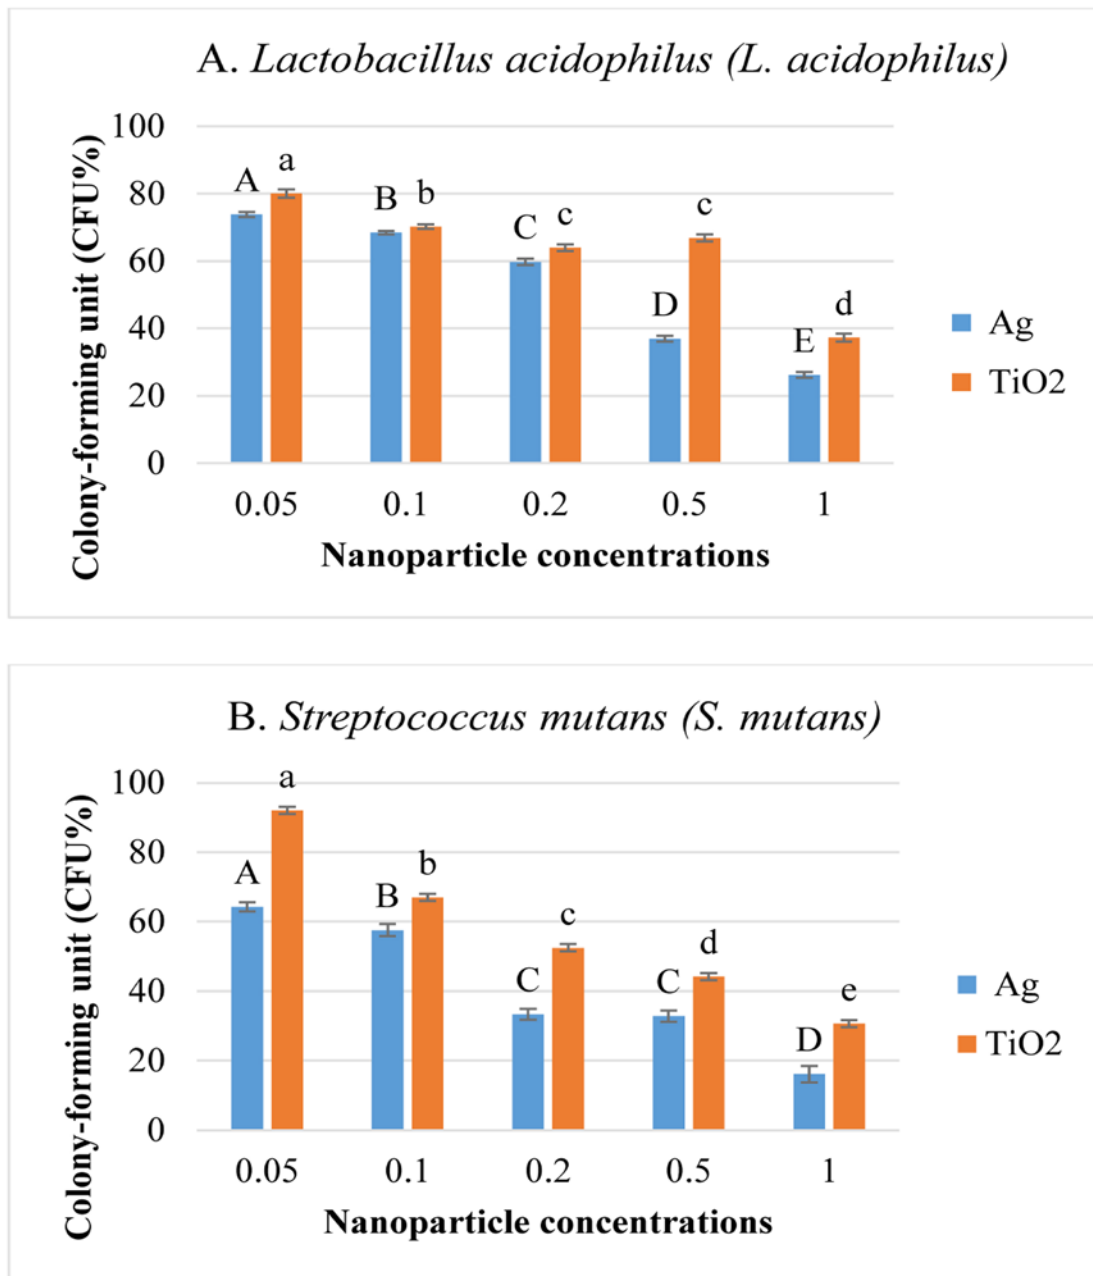 A. Lactobacillus acidophilus (L. acidophilus)
Colony-forming unit (CFU%)
100
80
60
40
20
0
A a B b C c D c E d
0.05 0.1 0.2 0.5 1
Nanoparticle concentrations
Ag
TiO2
B. Streptococcus mutans (S. mutans)
Colony-forming unit (CFU%)
100
80
60
40
20
0
A a B b C c C d D e
0.05 0.1 0.2 0.5 1
Nanoparticle concentrations
Ag
TiO2